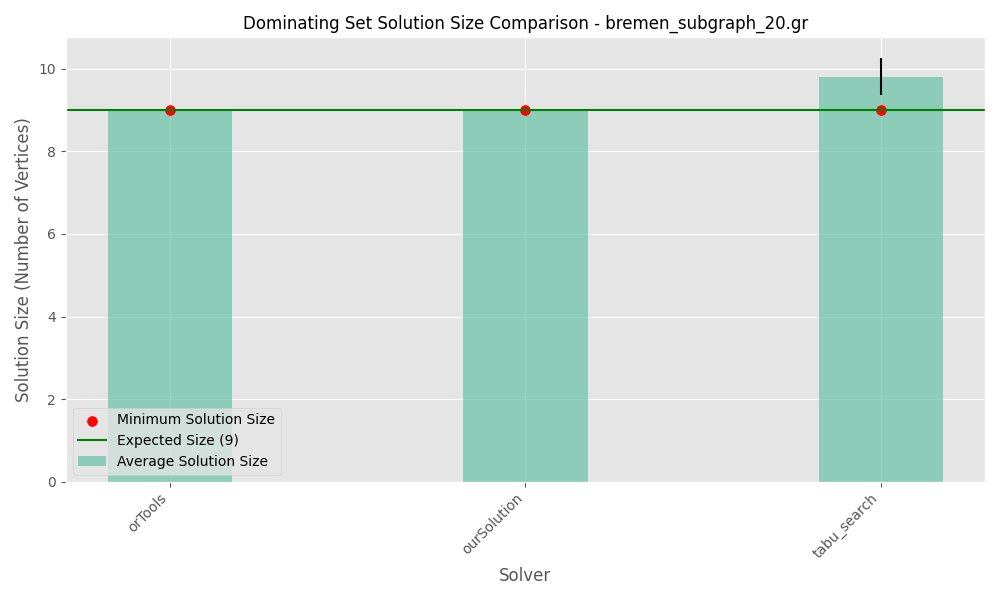 Dominating Set Solution Size Comparison - bremen_subgraph_20.gr
Solution Size (Number of Vertices)
10
8
6
4
2
0
Minimum Solution Size
Expected Size (9)
Average Solution Size
orTools
ourSolution
tabu_search
Solver